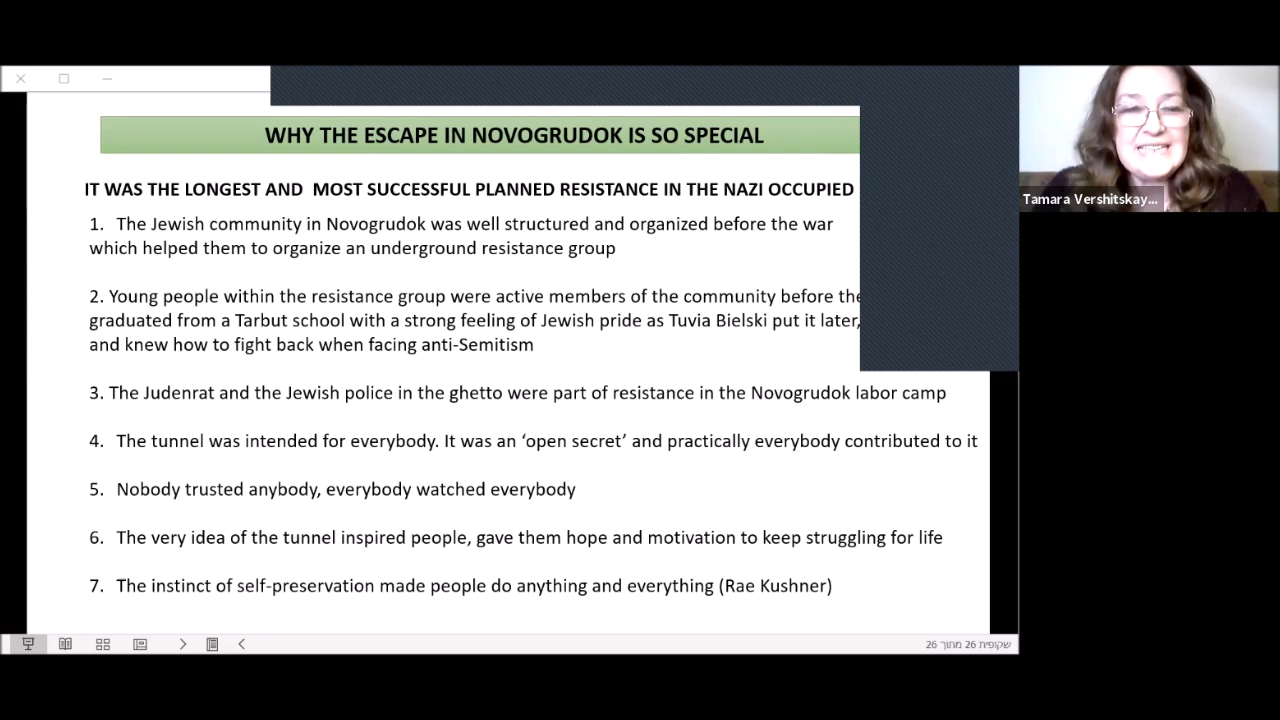 WHY THE ESCAPE IN NOVOGRUDOK IS SO SPECIAL
IT WAS THE LONGEST AND MOST SUCCESSFUL PLANNED RESISTANCE IN THE NAZI OCCUPIED
1. The Jewish community in Novogrudok was well structured and organized before the war
which helped them to organize an underground resistance group
2. Young people within the resistance group were active members of the community before the
graduated from a Tarbut school with a strong feeling of Jewish pride as Tuvia Bielski put it later,
and knew how to fight back when facing anti-Semitism
3. The Judenrat and the Jewish police in the ghetto were part of resistance in the Novogrudok labor camp
4. The tunnel was intended for everybody. It was an ‘open secret’ and practically everybody contributed to it
5. Nobody trusted anybody, everybody watched everybody
6. The very idea of the tunnel inspired people, gave them hope and motivation to keep struggling for life
7. The instinct of self-preservation made people do anything and everything (Rae Kushner)
שקופית 26 מתוך 26
Tamara Vershitskay...